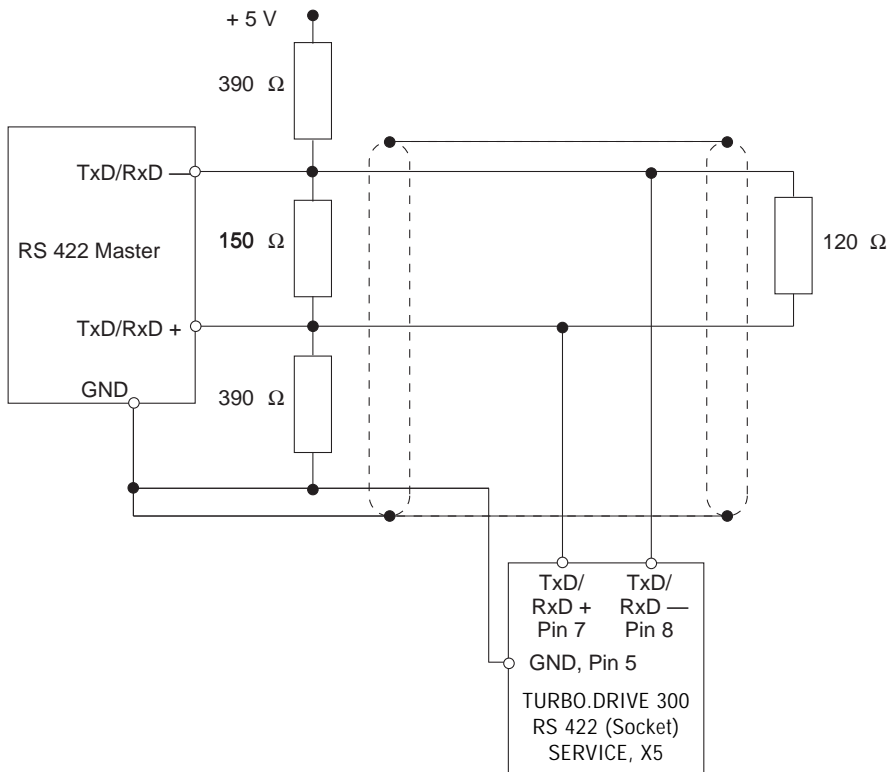 + 5 V
390 Ω
TxD/RxD —
150 Ω
RS 422 Master
120 Ω
TxD/RxD +
GND
390 Ω
TxD/
RxD +
Pin 7
TxD/
RxD —
Pin 8
GND, Pin 5
TURBO.DRIVE 300
RS 422 (Socket)
SERVICE, X5